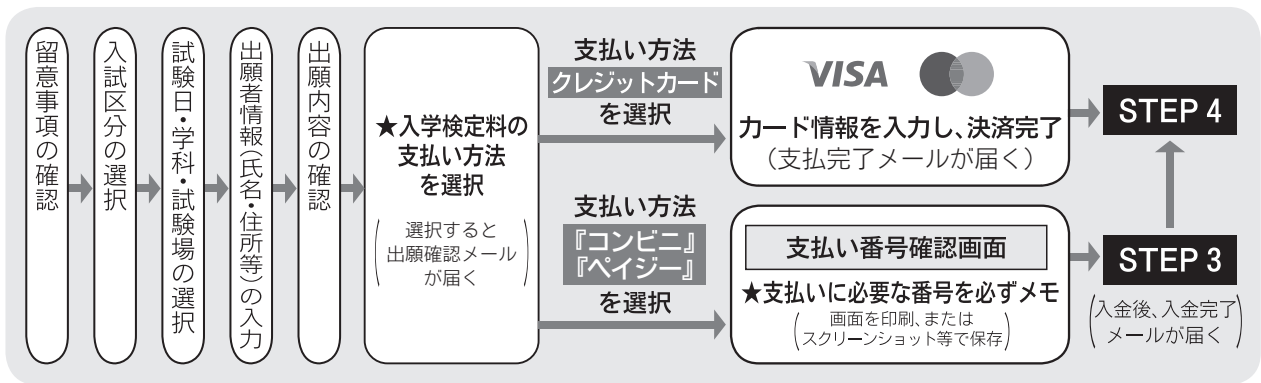 留意事項の確認
入試区分の選択
試験日・学科・試験場の選択
出願者情報(氏名・住所等)の入力
出願内容の確認
★入学検定料の
支払い方法
を選択
(選択すると
出願確認メール
が届く)
支払い方法
クレジットカード
を選択
VISA
カード情報を入力し、決済完了
(支払完了メールが届く)
STEP 4
支払い方法
『コンビニ』
『ペイジー』
を選択
支払い番号確認画面
★支払いに必要な番号を必ずメモ
(画面を印刷、または
スクリーンショット等で保存)
STEP 3
(入金後、入金完了
メールが届く)